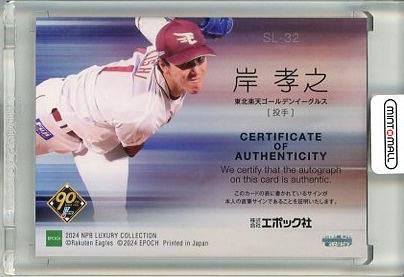 SL-32
岸 孝之
東北楽天ゴールデンイーグルス
[投手]
CERTIFICATE
OF
AUTHENTICITY
We certify that the autograph
on this card is authentic.
このカードの前に書かれているサインが
本人の直筆サインであることを証明いたします。
株式会社 エポック社
90
EPOCH
2024 NPB LUXURY COLLECTION
©Rakuten Eagles ©2024 EPOCH Printed in Japan
mintmall